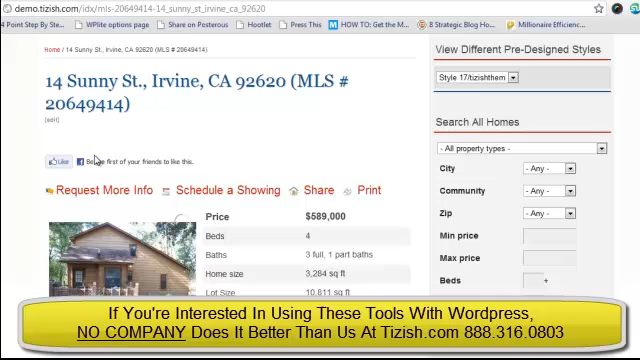 demo.tizish.com/idx/mls-20649414-14_sunny_st_irvine_ca_92620
Point System By
WPlite options page
Share on Posterous
Hootlet
Press This
HOW TO: Get the M...
8 Strategic Blog Ho...
Millionaire Efficienc...
Home / 14 Sunny St., Irvine, CA 92620 (MLS # 20649414)
View Different Pre-Designed Styles
14 Sunny St., Irvine, CA 92620 (MLS #
20649414)
[edit]
Style 17/tizishthem
Search All Homes
- All property types -
Like
Be the first of your friends to like this.
City
- Any -
Request More Info
Schedule a Showing
Share
Print
Community
- Any -
Zip
- Any -
Price
$589,000
Beds
4
Min price
Baths
3 full, 1 part baths
Max price
Home size
3,284 sq ft
Beds
+
Lot Size
10,611 sq ft
If You're Interested In Using These Tools With Wordpress,
NO COMPANY Does It Better Than Us At Tizish.com 888.316.0803